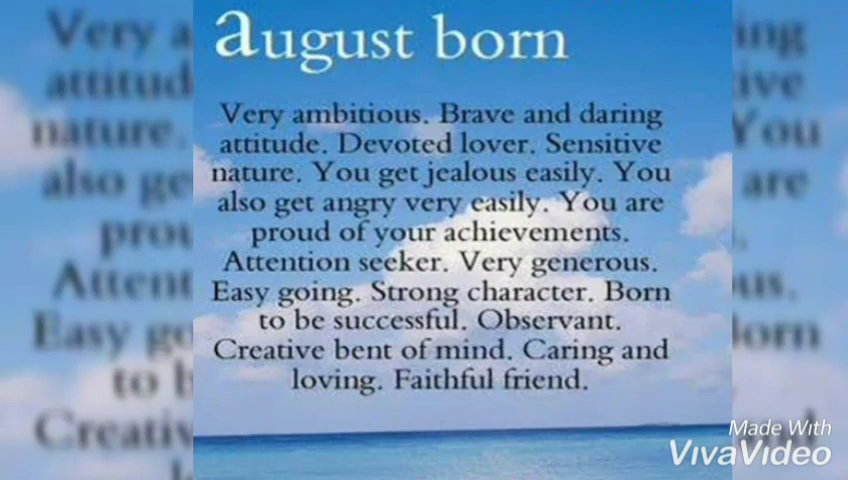 august born
Very ambitious. Brave and daring
attitude. Devoted lover. Sensitive
nature. You get jealous easily. You
also get angry very easily. You are
proud of your achievements.
Attention seeker. Very generous.
Easy going. Strong character. Born
to be successful. Observant.
Creative bent of mind. Caring and
loving. Faithful friend.
Made With
VivaVideo